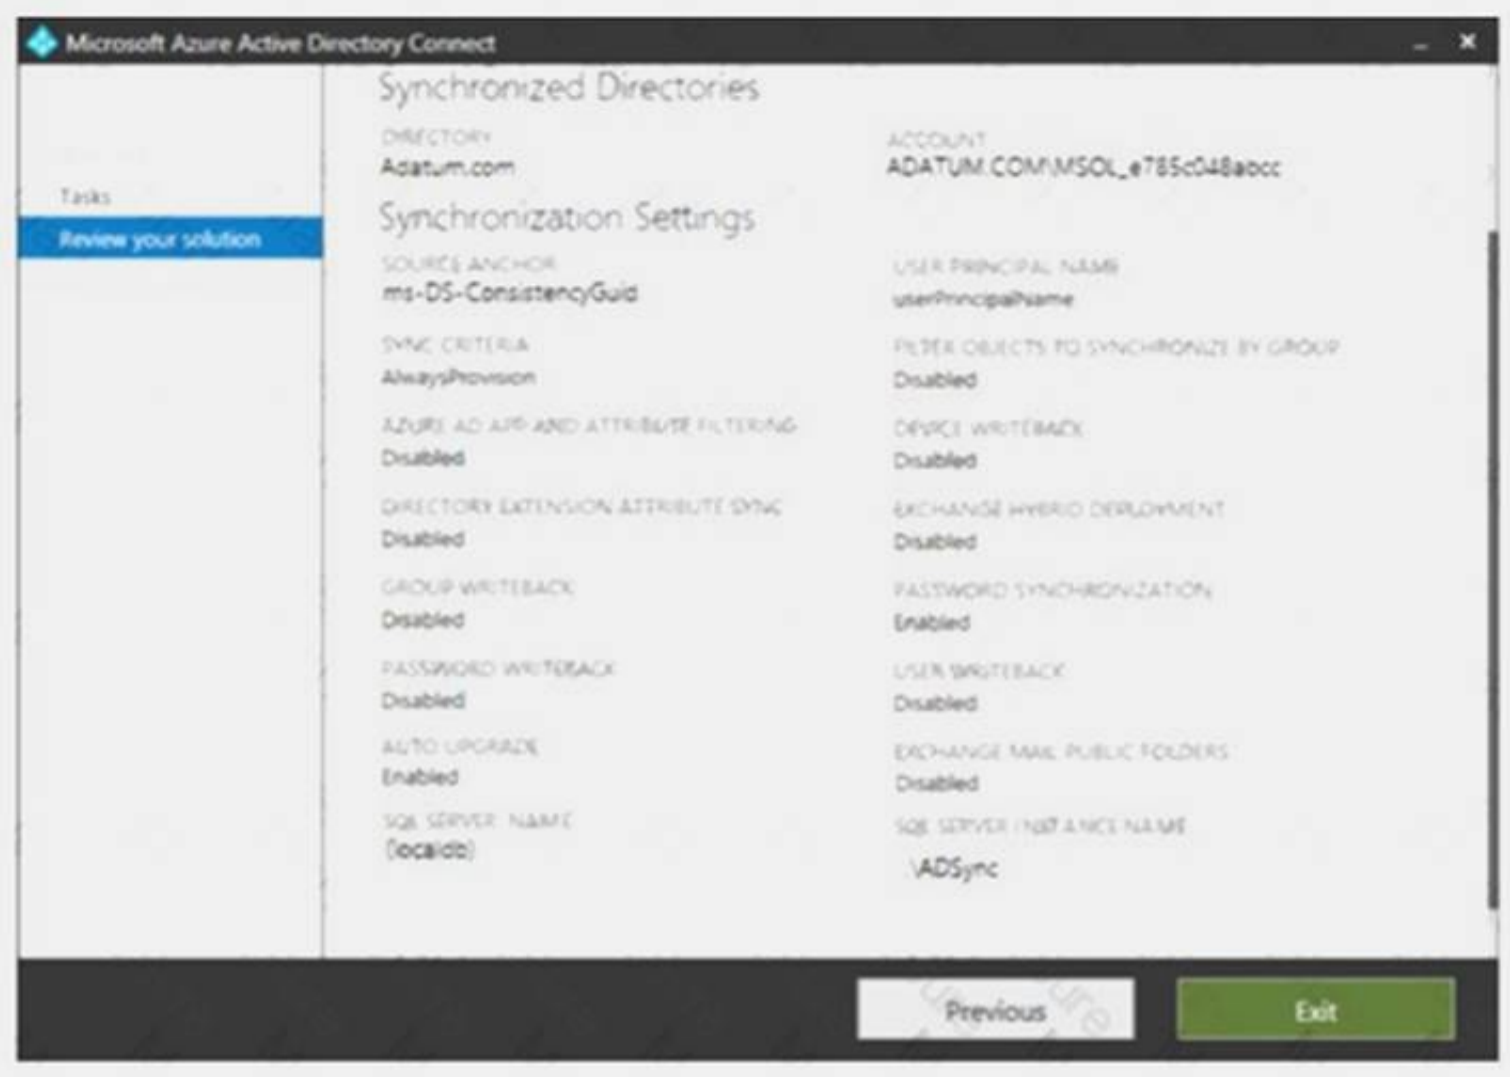 Microsoft Azure Active Directory Connect
Tasks
Review your solution
Synchronized Directories
DIRECTORY
Adatum.com
ACCOUNT
ADATUM.COM\MSOL_e785c048abcc
Synchronization Settings
SOURCE ANCHOR
ms-DS-ConsistencyGuid
USER PRINCIPAL NAME
userPrincipalName
SYNC CRITERIA
AlwaysProvision
FILTER OBJECTS TO SYNCHRONIZE BY GROUP
Disabled
AZURE AD APP AND ATTRIBUTE FILTERING
Disabled
DEVICE WRITEBACK
Disabled
DIRECTORY EXTENSION ATTRIBUTE SYNC
Disabled
EXCHANGE HYBRID DEPLOYMENT
Disabled
GROUP WRITEBACK
Disabled
PASSWORD SYNCHRONIZATION
Enabled
PASSWORD WRITEBACK
Disabled
USER WRITEBACK
Disabled
AUTO UPGRADE
Enabled
EXCHANGE MAIL PUBLIC FOLDERS
Disabled
SQL SERVER NAME
(localdb)
SQL SERVER INSTANCE NAME
\ADSync
Previous
Exit